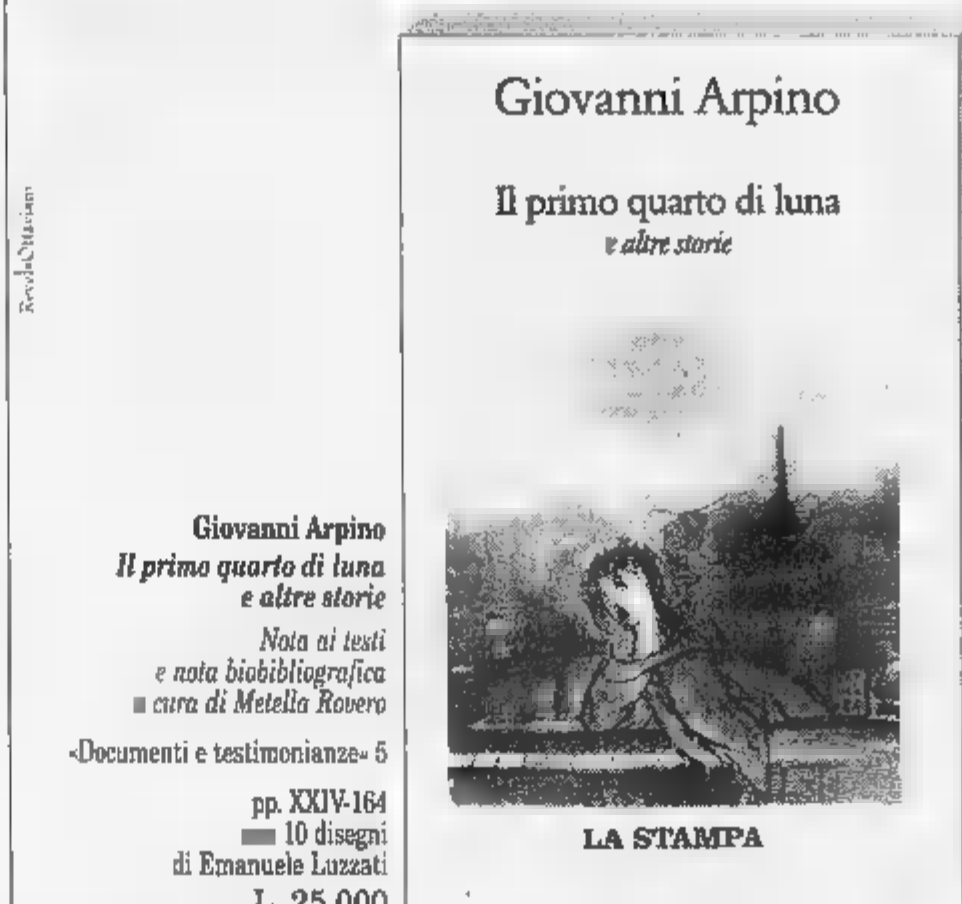 Giovanni Arpino
Il primo quarto di luna
e altre storie
Nota ai testi
e nota biobibliografica
cura di Metella Rovero
«Documenti e testimonianze» 5
pp. XXIV-164
10 disegni
di Emanuele Luzzati
L. 25.000
Giovanni Arpino
Il primo quarto di luna
e altre storie
LA STAMPA